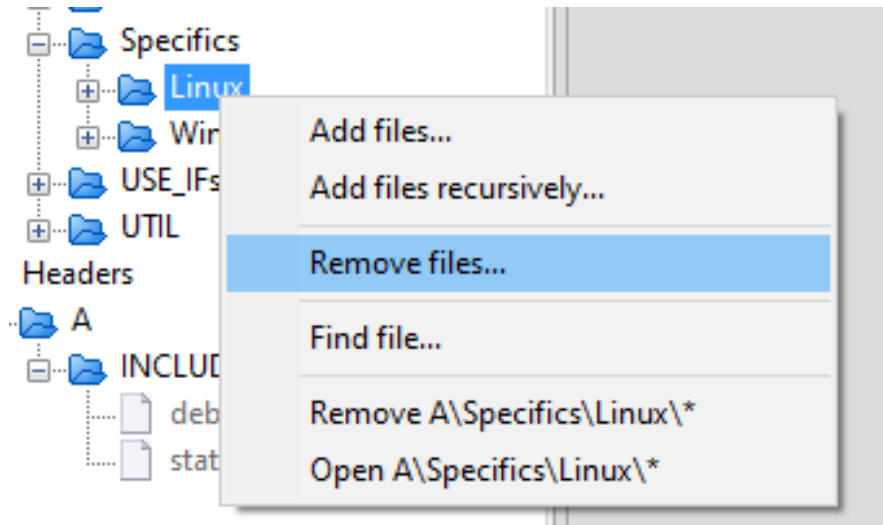 Specifics
Linux
Add files...
Add files recursively...
USE_IFs
UTIL
Remove files...
Headers
A
Find file...
Remove A\Specifics\Linux\*
Open A\Specifics\Linux\*